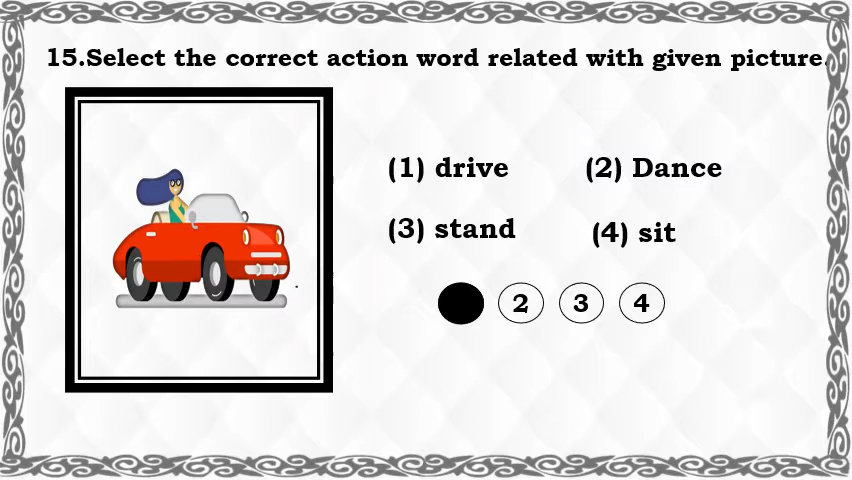 15.Select the correct action word related with given picture.
(1) drive (2) Dance
(3) stand (4) sit
2 3 4